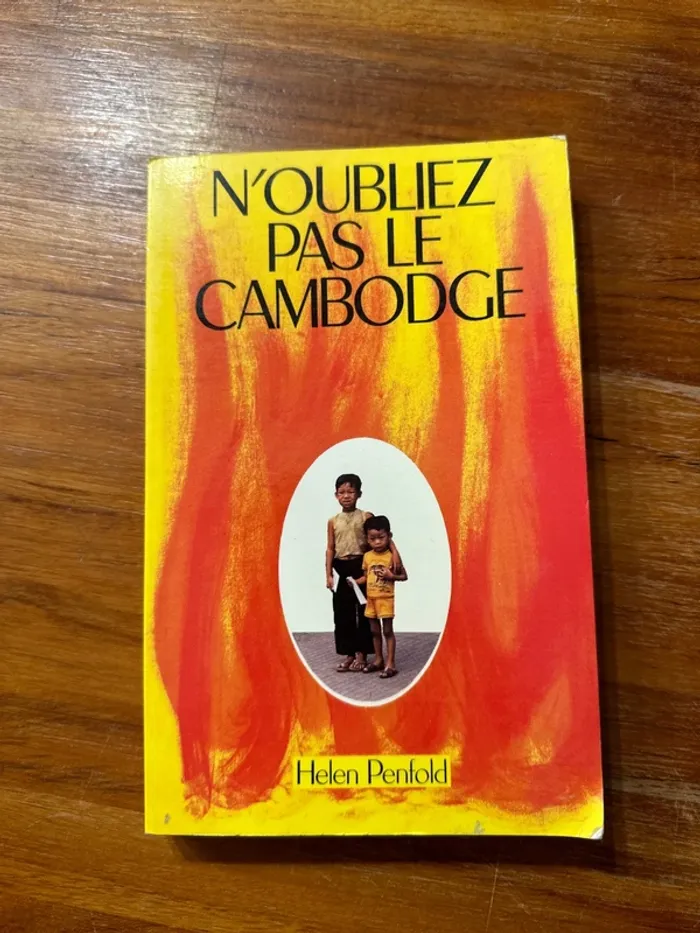 N'OUBLIEZ
PAS LE
CAMBODGE
Helen Penfold